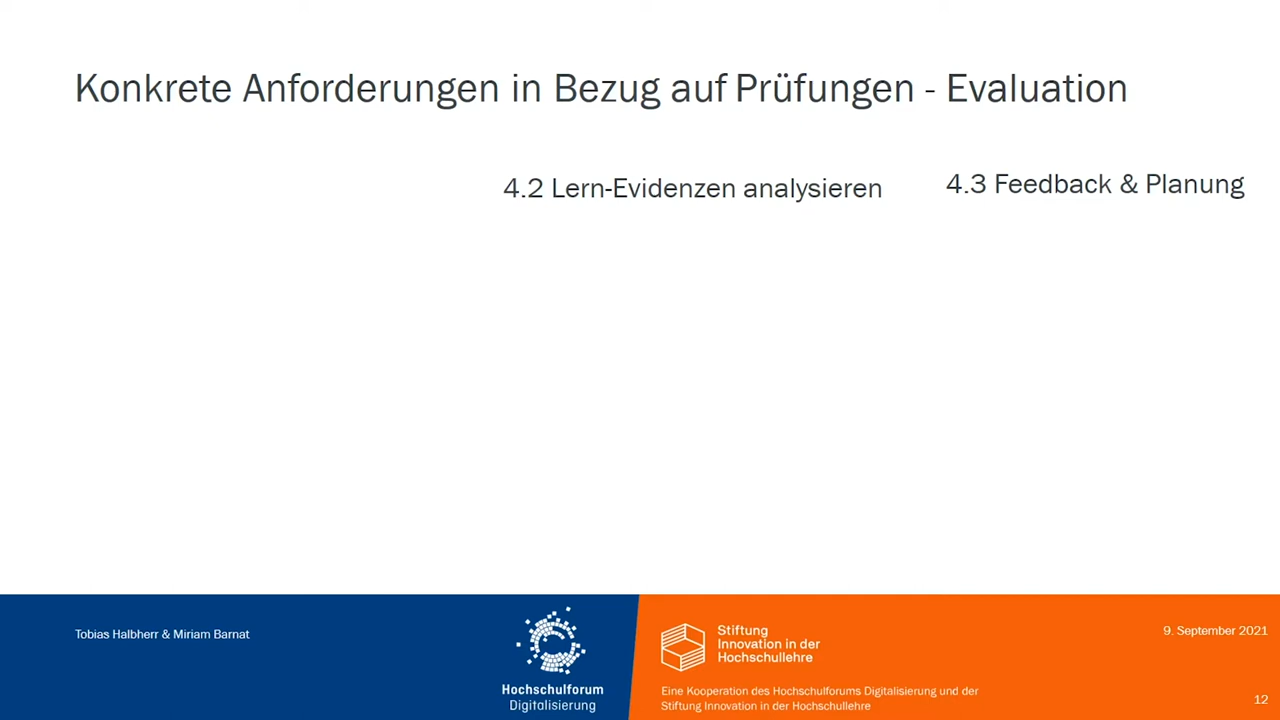 Konkrete Anforderungen in Bezug auf Prüfungen - Evaluation
4.2 Lern-Evidenzen analysieren
4.3 Feedback & Planung
Tobias Halbherr & Miriam Barnat
Hochschulforum
Digitalisierung
Stiftung
Innovation in der
Hochschullehre
Eine Kooperation des Hochschulforums Digitalisierung und der
Stiftung Innovation in der Hochschullehre
9. September 2021
12